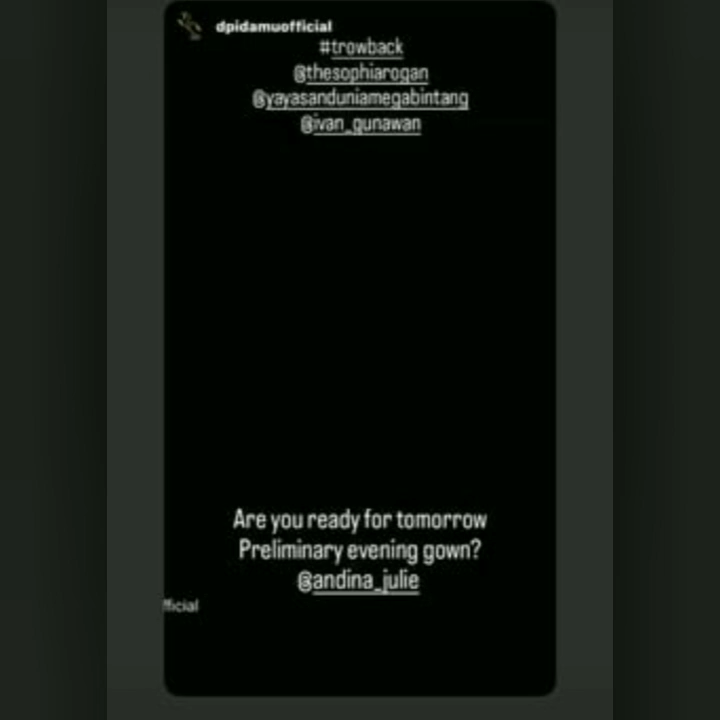 dpidamuofficial
#trowback
@thesophiarogan
@yayasanduniamegabintang
@ivan_gunawan
Are you ready for tomorrow
Preliminary evening gown?
@andina_julie
fficial